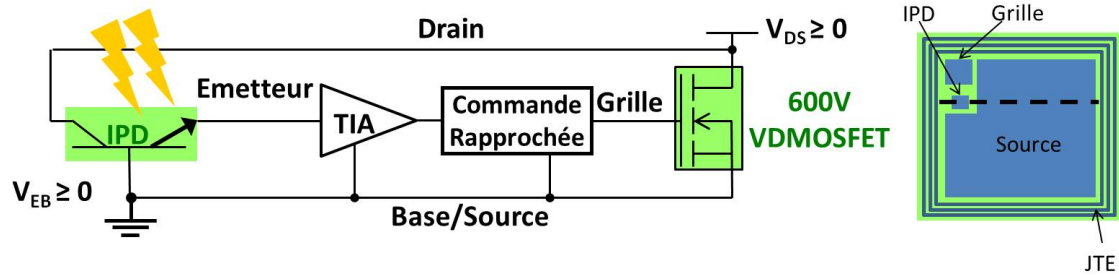 Drain
V_DS ≥ 0
IPD
Grille
Emetteur
TIA
Commande
Rapprochée
Grille
600V
VDMOSFET
IPD
Source
V_EB ≥ 0
Base/Source
JTE